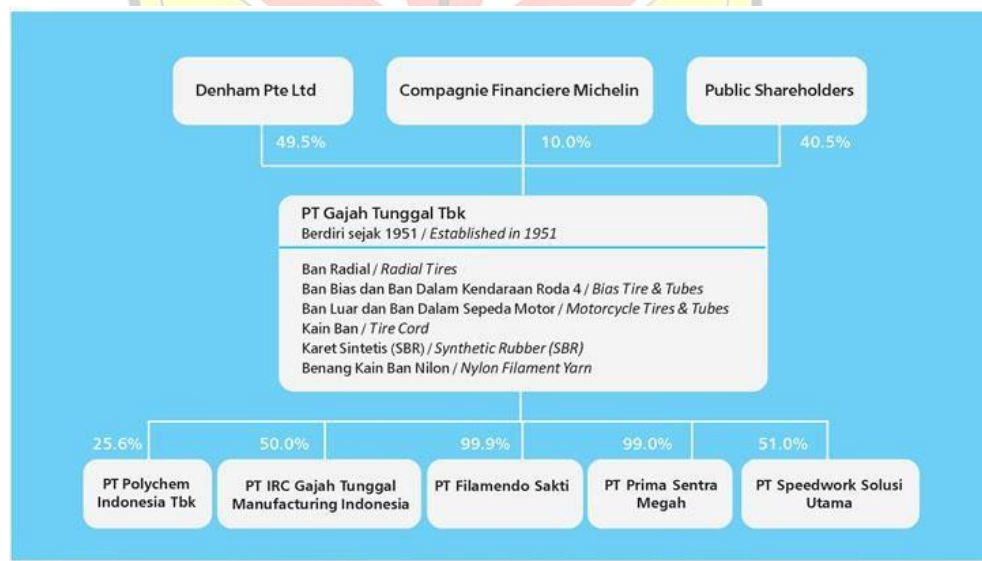 Denham Pte Ltd
Compagnie Financiere Michelin
Public Shareholders
49.5%
10.0%
40.5%
PT Gajah Tunggal Tbk
Berdiri sejak 1951 / Established in 1951
Ban Radial / Radial Tires
Ban Bias dan Ban Dalam Kendaraan Roda 4 / Bias Tire & Tubes
Ban Luar dan Ban Dalam Sepeda Motor / Motorcycle Tires & Tubes
Kain Ban / Tire Cord
Karet Sintetis (SBR) / Synthetic Rubber (SBR)
Benang Kain Ban Nilon / Nylon Filament Yarn
25.6%
50.0%
99.9%
99.0%
51.0%
PT Polychem
Indonesia Tbk
PT IRC Gajah Tunggal
Manufacturing Indonesia
PT Filamendo Sakti
PT Prima Sentra
Megah
PT Speedwork Solusi
Utama